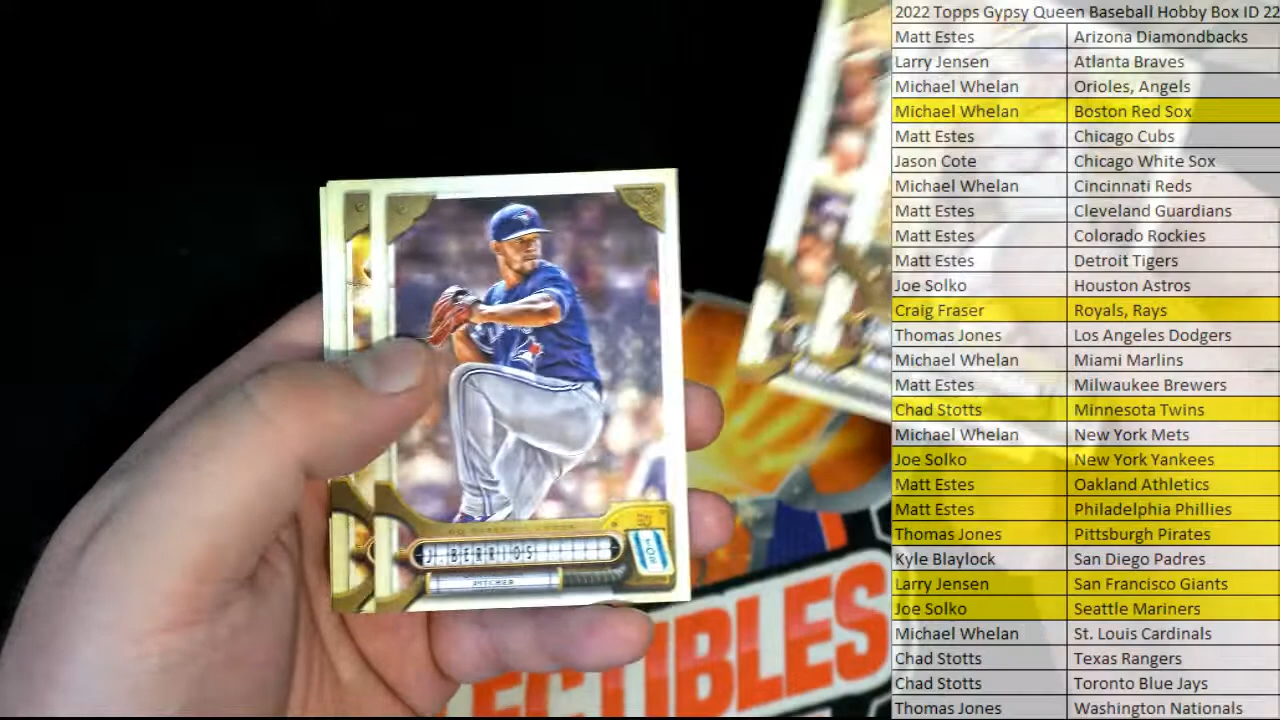 2022 Topps Gypsy Queen Baseball Hobby Box ID 22
Matt Estes Arizona Diamondbacks
Larry Jensen Atlanta Braves
Michael Whelan Orioles, Angels
Michael Whelan Boston Red Sox
Matt Estes Chicago Cubs
Jason Cote Chicago White Sox
Michael Whelan Cincinnati Reds
Matt Estes Cleveland Guardians
Matt Estes Colorado Rockies
Matt Estes Detroit Tigers
Joe Solko Houston Astros
Craig Fraser Royals, Rays
Thomas Jones Los Angeles Dodgers
Michael Whelan Miami Marlins
Matt Estes Milwaukee Brewers
Chad Stotts Minnesota Twins
Michael Whelan New York Mets
Joe Solko New York Yankees
Matt Estes Oakland Athletics
Matt Estes Philadelphia Phillies
Thomas Jones Pittsburgh Pirates
Kyle Blaylock San Diego Padres
Larry Jensen San Francisco Giants
Joe Solko Seattle Mariners
Michael Whelan St. Louis Cardinals
Chad Stotts Texas Rangers
Chad Stotts Toronto Blue Jays
Thomas Jones Washington Nationals
J. BERRIOS
PITCHER
TOR
ECTIBLES